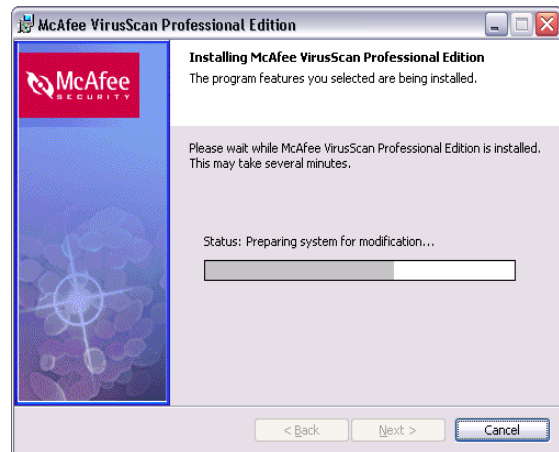 McAfee VirusScan Professional Edition
McAfee
SECURITY
Installing McAfee VirusScan Professional Edition
The program features you selected are being installed.
Please wait while McAfee VirusScan Professional Edition is installed.
This may take several minutes.
Status: Preparing system for modification...
< Back
Next >
Cancel